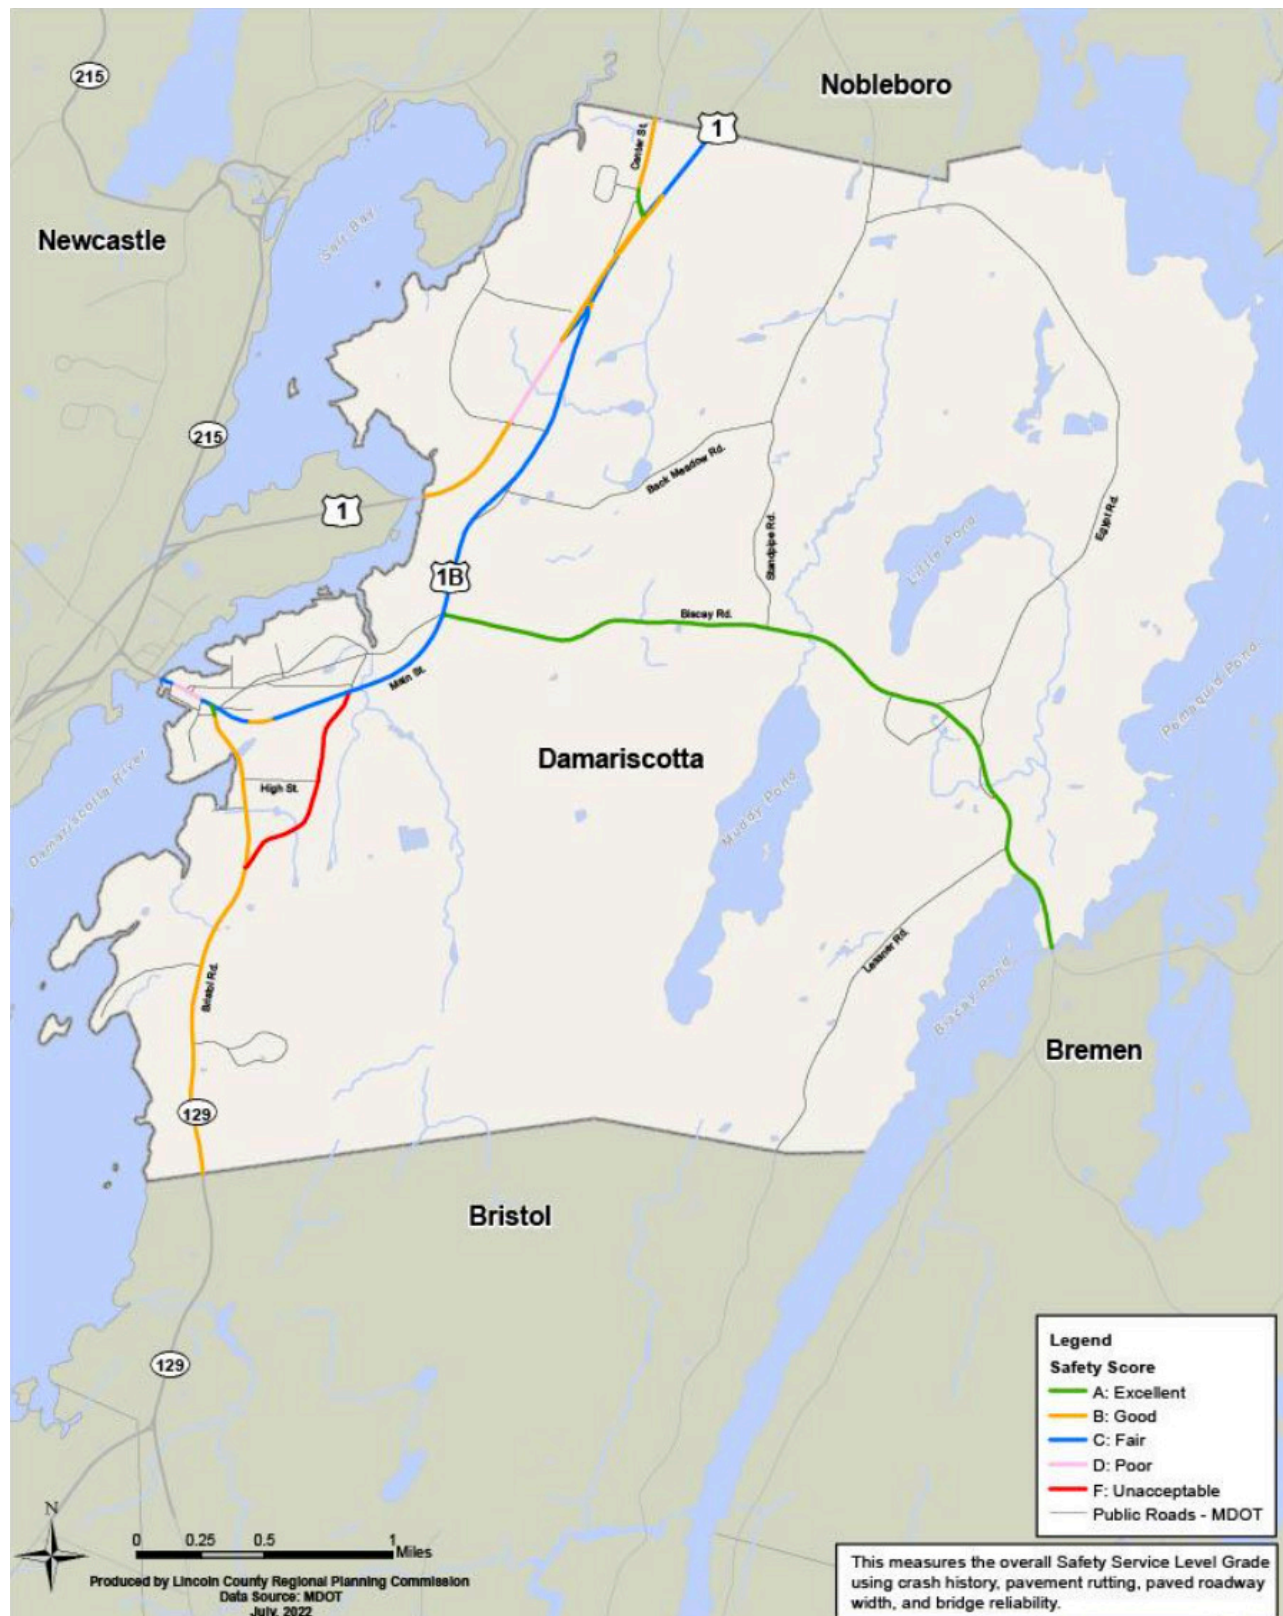 215
Nobleboro
1
Center St.
Newcastle
Salt Bay
215
1
Back Meadow Rd.
Standpipe Rd.
Egypt Rd.
Little Pond
1B
Biscay Rd.
Main St.
Pemaquid Pond
Damariscotta
High St.
Damariscotta River
Muddy Pond
Lessner Rd.
Biscay Pond
Bristol Rd.
Bremen
129
Bristol
129
Legend
Safety Score
A: Excellent
B: Good
C: Fair
D: Poor
F: Unacceptable
Public Roads - MDOT
N
0 0.25 0.5 1
Miles
Produced by Lincoln County Regional Planning Commission
Data Source: MDOT
July, 2022
This measures the overall Safety Service Level Grade
using crash history, pavement rutting, paved roadway
width, and bridge reliability.